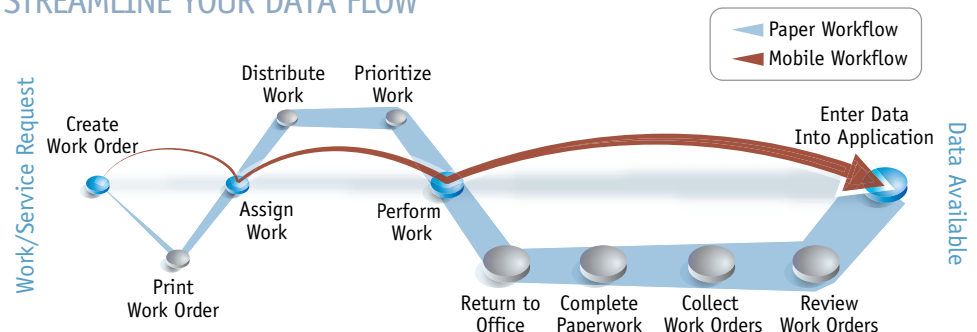 STREAMLINE YOUR DATA FLOW
Paper Workflow
Mobile Workflow
Work/Service Request
Create
Work Order
Print
Work Order
Assign
Work
Distribute
Work
Prioritize
Work
Perform
Work
Return to
Office
Complete
Paperwork
Collect
Work Orders
Review
Work Orders
Enter Data
Into Application
Data Available